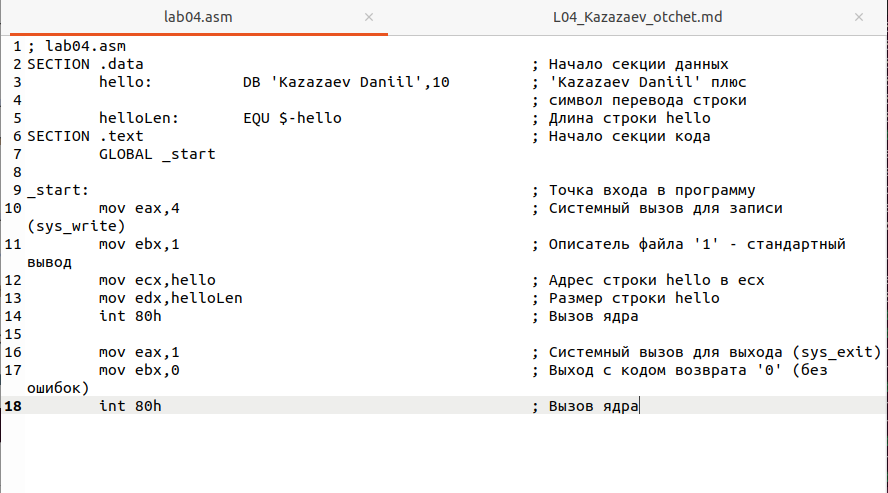 lab04.asm × L04_Kazazaev_otchet.md ×
1 ; lab04.asm
2 SECTION .data ; Начало секции данных
3 hello: DB 'Kazazaev Daniil',10 ; 'Kazazaev Daniil' плюс
4 ; символ перевода строки
5 helloLen: EQU $-hello ; Длина строки hello
6 SECTION .text ; Начало секции кода
7 GLOBAL _start
8
9 _start: ; Точка входа в программу
10 mov eax,4 ; Системный вызов для записи
(sys_write)
11 mov ebx,1 ; Описатель файла '1' - стандартный
вывод
12 mov ecx,hello ; Адрес строки hello в ecx
13 mov edx,helloLen ; Размер строки hello
14 int 80h ; Вызов ядра
15
16 mov eax,1 ; Системный вызов для выхода (sys_exit)
17 mov ebx,0 ; Выход с кодом возврата '0' (без
ошибок)
18 int 80h ; Вызов ядра